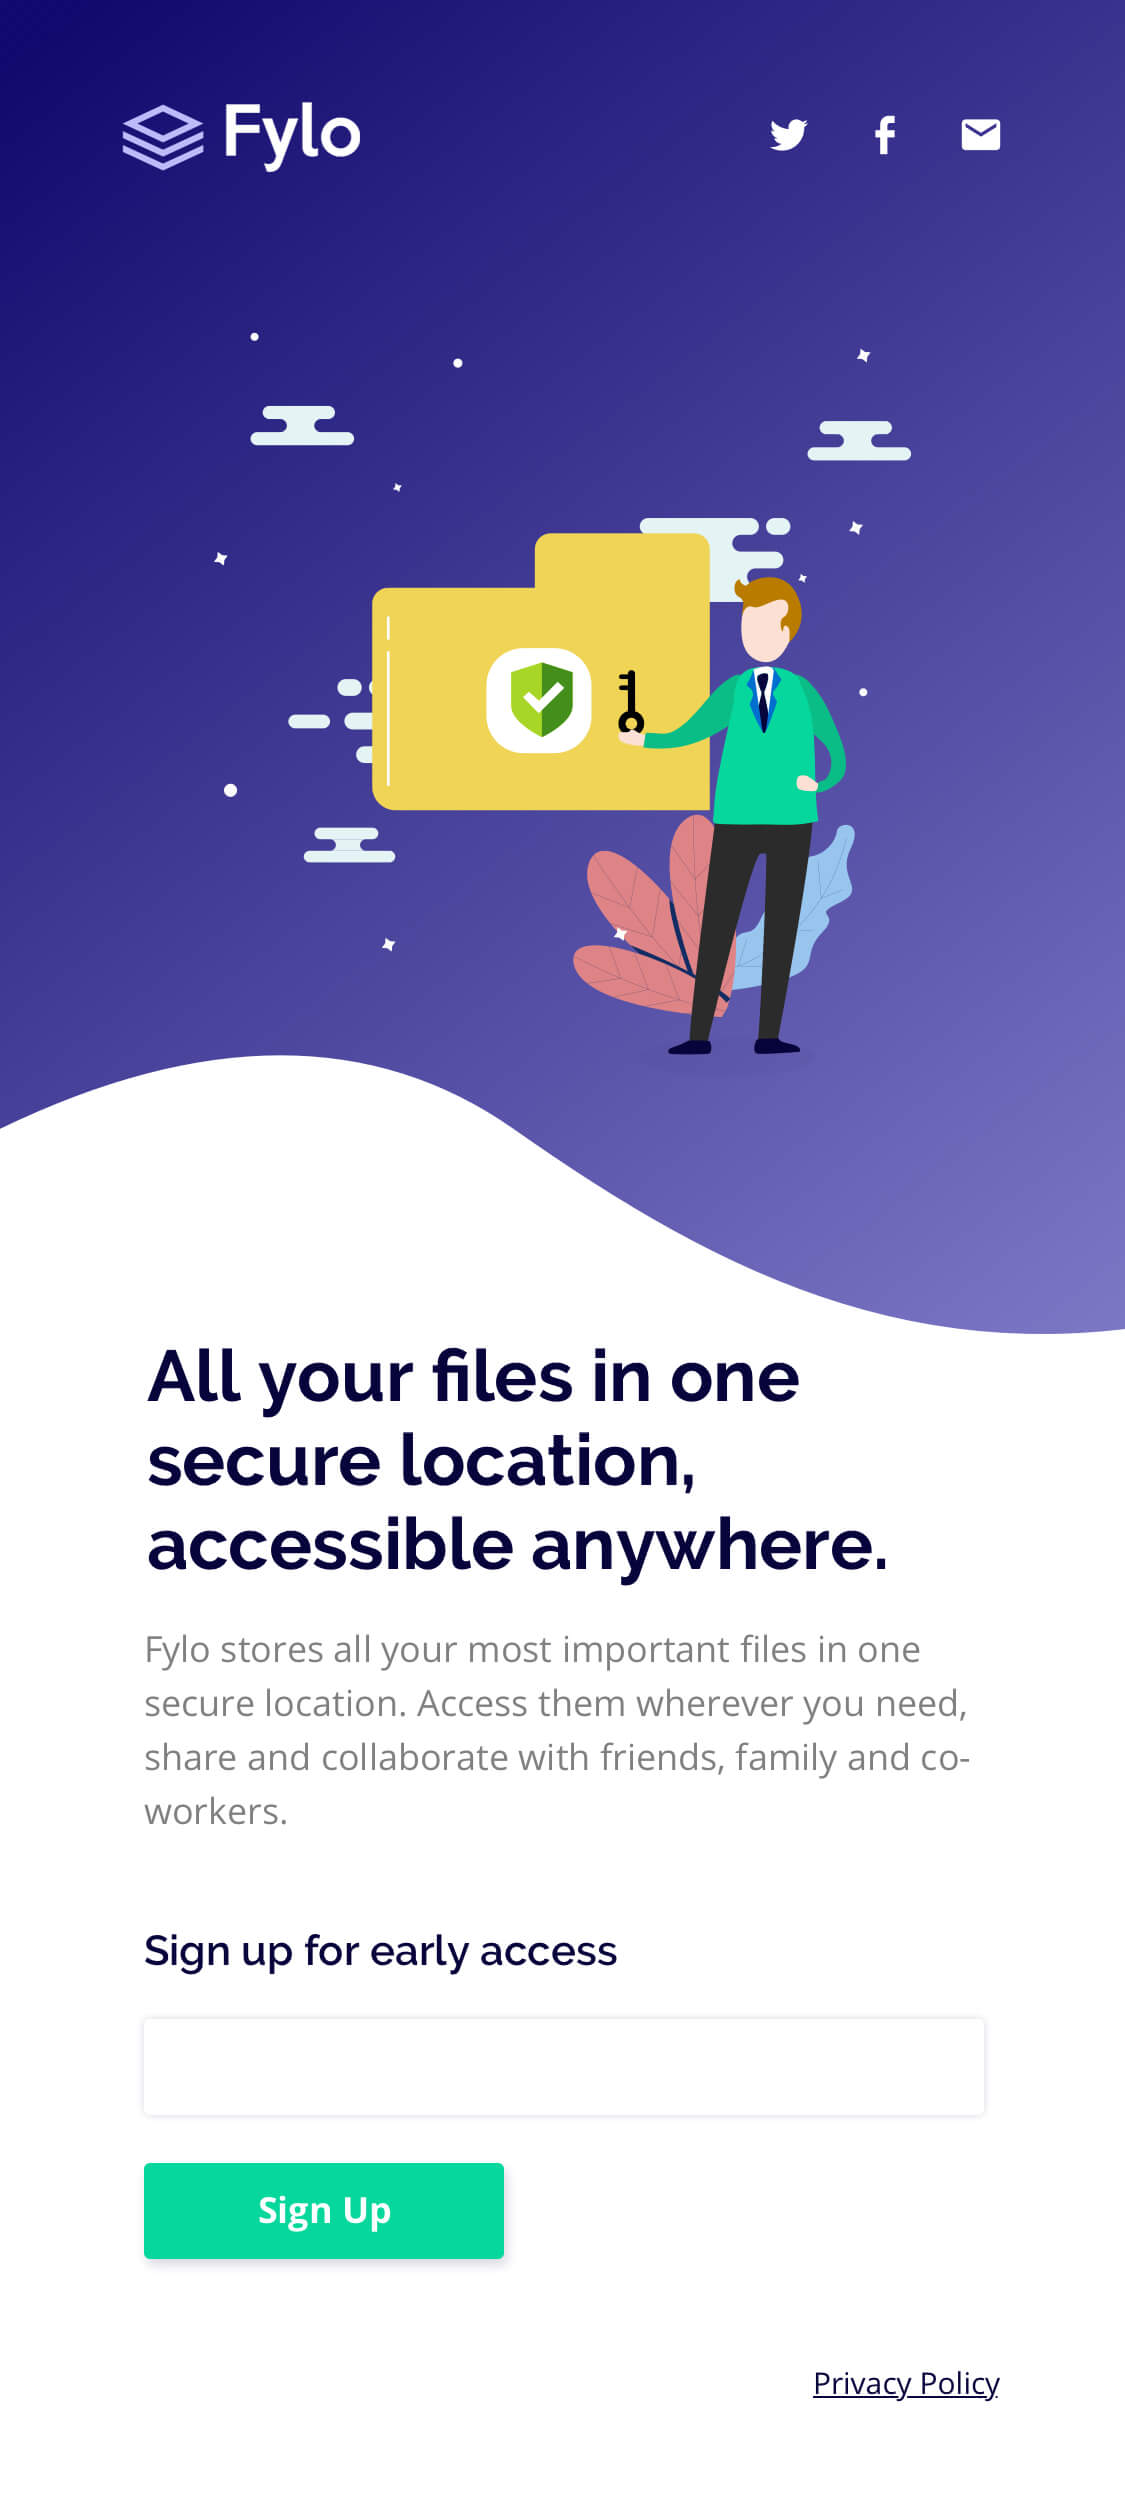 Fylo
All your files in one
secure location,
accessible anywhere.
Fylo stores all your most important files in one
secure location. Access them wherever you need,
share and collaborate with friends, family and co-
workers.
Sign up for early access
Sign Up
Privacy Policy